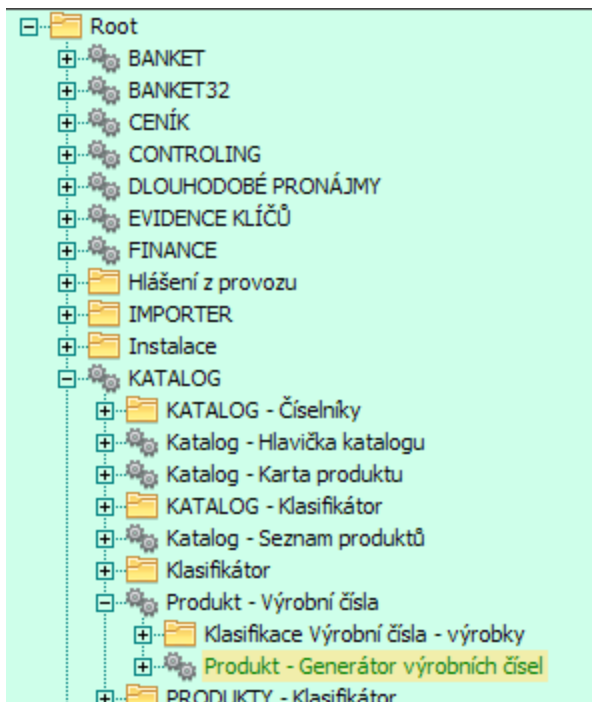 Root
BANKET
BANKET32
CENÍK
CONTROLING
DLOUHODOBÉ PRONÁJMY
EVIDENCE KLÍČŮ
FINANCE
Hlášení z provozu
IMPORTER
Instalace
KATALOG
KATALOG - Číselníky
Katalog - Hlavička katalogu
Katalog - Karta produktu
KATALOG - Klasifikátor
Katalog - Seznam produktů
Klasifikátor
Produkt - Výrobní čísla
Klasifikace Výrobní čísla - výrobky
Produkt - Generátor výrobních čísel
PRODUKTY - Klasifikátor